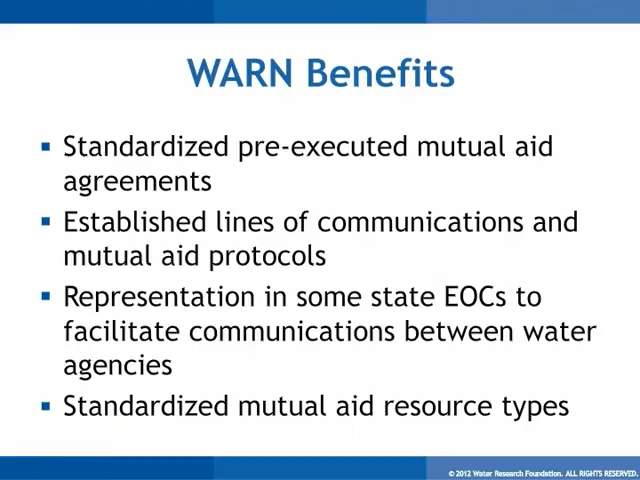 WARN Benefits
▪ Standardized pre-executed mutual aid
agreements
▪ Established lines of communications and
mutual aid protocols
▪ Representation in some state EOCs to
facilitate communications between water
agencies
▪ Standardized mutual aid resource types
© 2012 Water Research Foundation. ALL RIGHTS RESERVED.